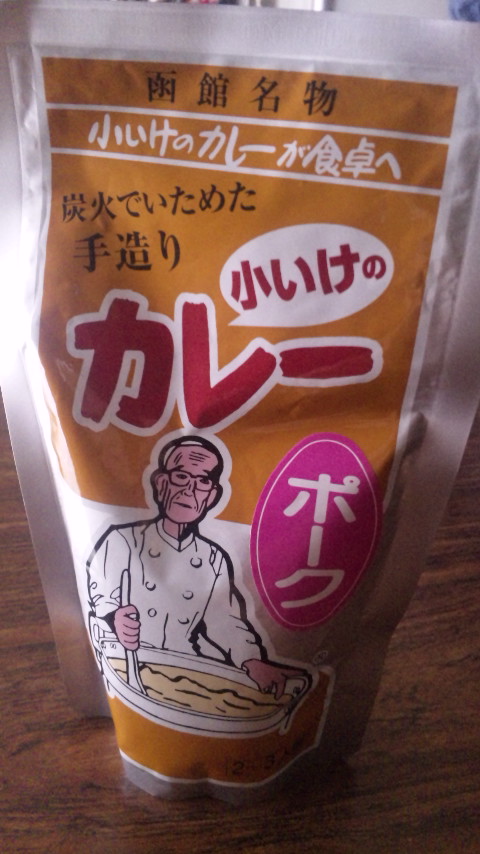 函館名物
小いけのカレーが食卓へ
炭火でいためた
手造り
小いけの
カレー
ポーク